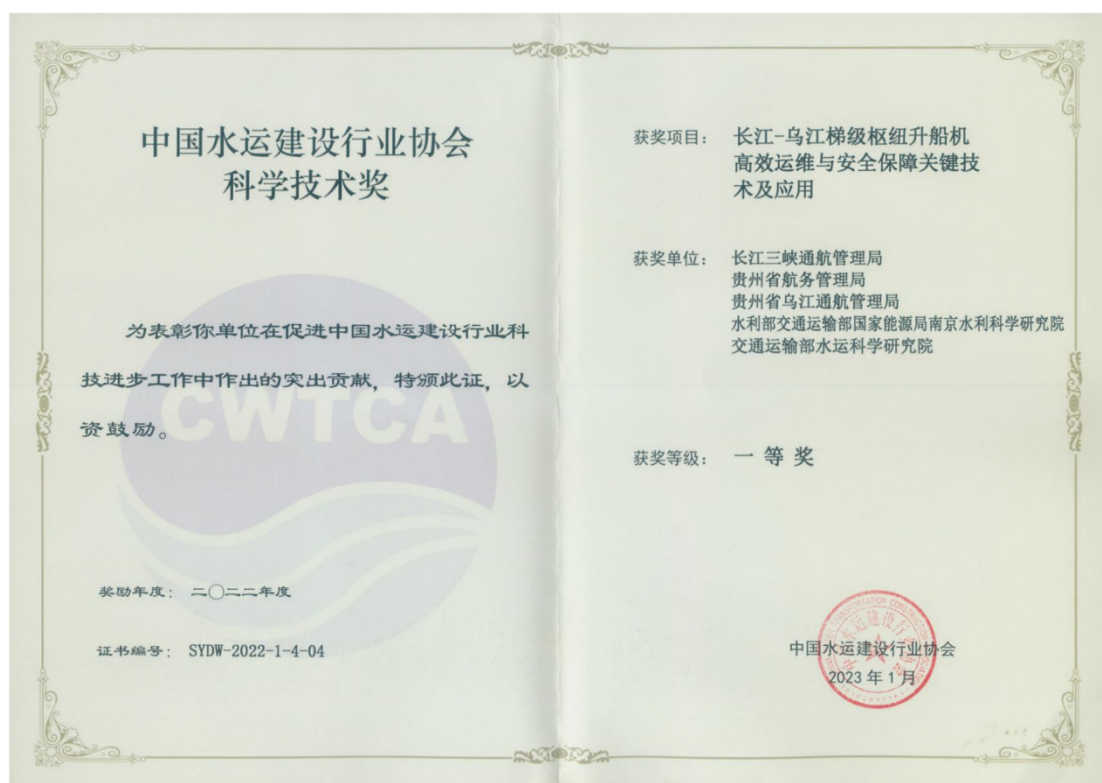 中国水运建设行业协会
科学技术奖
为表彰你单位在促进中国水运建设行业科
技进步工作中作出的突出贡献，特颁此证，以
资鼓励。
CWTCA
奖励年度：二〇二二年度
证书编号：SYDW-2022-1-4-04
获奖项目：长江-乌江梯级枢纽升船机
高效运维与安全保障关键技
术及应用
获奖单位：长江三峡通航管理局
贵州省航务管理局
贵州省乌江通航管理局
水利部交通运输部国家能源局南京水利科学研究院
交通运输部水运科学研究院
获奖等级：一等奖
中国水运建设行业协会
2023年1月